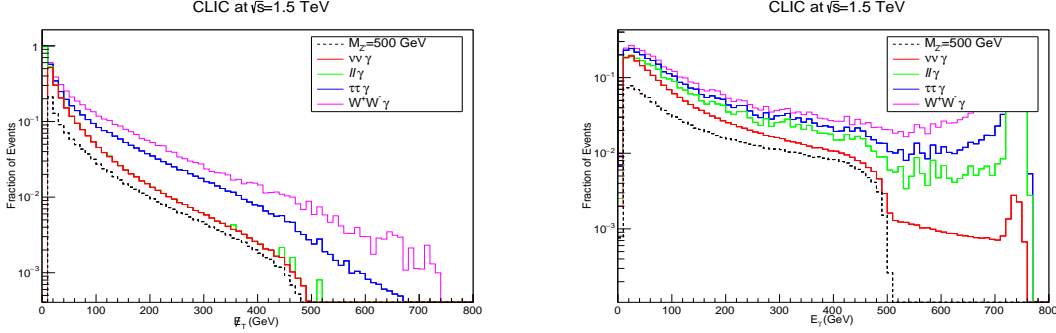 CLIC at √s=1.5 TeV
Fraction of Events
1
10⁻¹
10⁻²
10⁻³
M_Z'=500 GeV
νν γ
ll γ
ττ γ
W⁺W⁻γ
0 100 200 300 400 500 600 700 800
E̸_T (GeV)
CLIC at √s=1.5 TeV
Fraction of Events
10⁻¹
10⁻²
10⁻³
M_Z'=500 GeV
νν γ
ll γ
ττ γ
W⁺W⁻γ
0 100 200 300 400 500 600 700 800
E_γ (GeV)